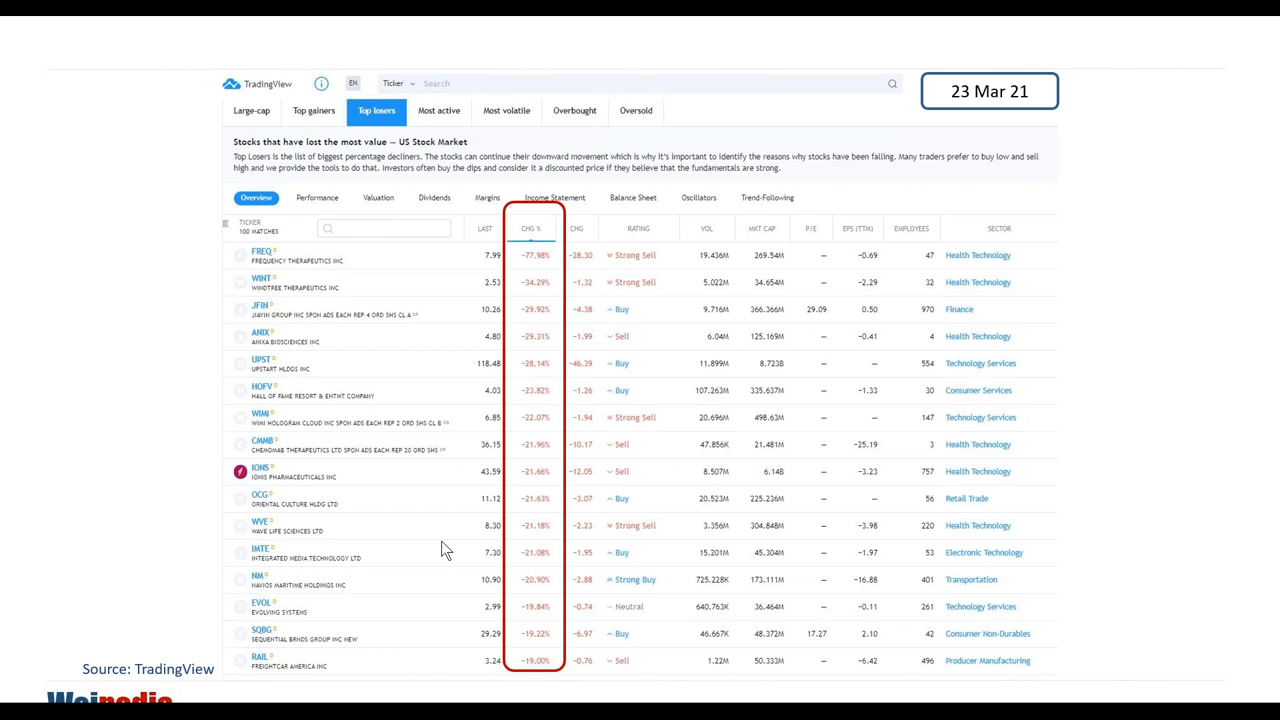 TradingView EN Ticker Search
23 Mar 21
Large-cap Top gainers Top losers Most active Most volatile Overbought Oversold
Stocks that have lost the most value — US Stock Market
Top Losers is the list of biggest percentage decliners. The stocks can continue their downward movement which is why it's important to identify the reasons why stocks have been falling. Many traders prefer to buy low and sell
high and we provide the tools to do that. Investors often buy the dips and consider it a discounted price if they believe that the fundamentals are strong.
Overview Performance Valuation Dividends Margins Income Statement Balance Sheet Oscillators Trend-Following
TICKER
100 MATCHES
LAST CHG % CHG RATING VOL MKT CAP P/E EPS (TTM) EMPLOYEES SECTOR
FREQ D 7.99 −77.98% −28.30 Strong Sell 19.436M 269.54M — −0.69 47 Health Technology
FREQUENCY THERAPEUTICS INC
WINT D 2.53 −34.29% −1.32 Strong Sell 5.022M 34.654M — −2.29 32 Health Technology
WINDTREE THERAPEUTICS INC
JFIN D 10.26 −29.92% −4.38 Buy 9.716M 366.366M 29.09 0.50 970 Finance
JIAYIN GROUP INC SPON ADS EACH REP 4 ORD SHS CL A DR
ANIX D 4.80 −29.31% −1.99 Sell 6.04M 125.169M — −0.41 4 Health Technology
ANIXA BIOSCIENCES INC
UPST D 118.48 −28.14% −46.39 Buy 11.899M 8.723B — — 554 Technology Services
UPSTART HLDGS INC
HOFV D 4.03 −23.82% −1.26 Buy 107.263M 335.637M — −1.33 30 Consumer Services
HALL OF FAME RESORT & ENTMT COMPANY
WIMI D 6.85 −22.07% −1.94 Strong Sell 20.696M 498.63M — — 147 Technology Services
WIMI HOLOGRAM CLOUD INC SPON ADS EACH REP 2 ORD SHS CL B DR
CMMB D 36.15 −21.96% −10.17 Sell 47.856K 21.481M — −25.19 3 Health Technology
CHEMOMAB THERAPEUTICS LTD SPON ADS EACH REP 20 ORD SHS DR
IONS D 43.59 −21.66% −12.05 Sell 8.507M 6.14B — −3.23 757 Health Technology
IONIS PHARMACEUTICALS INC
OCG D 11.12 −21.63% −3.07 Buy 20.523M 225.236M — — 56 Retail Trade
ORIENTAL CULTURE HLDG LTD
WVE D 8.30 −21.18% −2.23 Strong Sell 3.356M 304.848M — −3.98 220 Health Technology
WAVE LIFE SCIENCES LTD
IMTE D 7.30 −21.08% −1.95 Buy 15.201M 45.304M — −1.97 53 Electronic Technology
INTEGRATED MEDIA TECHNOLOGY LTD
NM D 10.90 −20.90% −2.88 Strong Buy 725.228K 173.111M — −16.88 401 Transportation
NAVIOS MARITIME HOLDINGS INC
EVOL D 2.99 −19.84% −0.74 Neutral 640.763K 36.464M — −0.11 261 Technology Services
EVOLVING SYSTEMS
SQBG D 29.29 −19.22% −6.97 Buy 46.667K 48.372M 17.27 2.10 42 Consumer Non-Durables
SEQUENTIAL BRNDS GROUP INC NEW
RAIL D 3.24 −19.00% −0.76 Sell 1.22M 50.333M — −6.42 496 Producer Manufacturing
FREIGHTCAR AMERICA INC
Source: TradingView